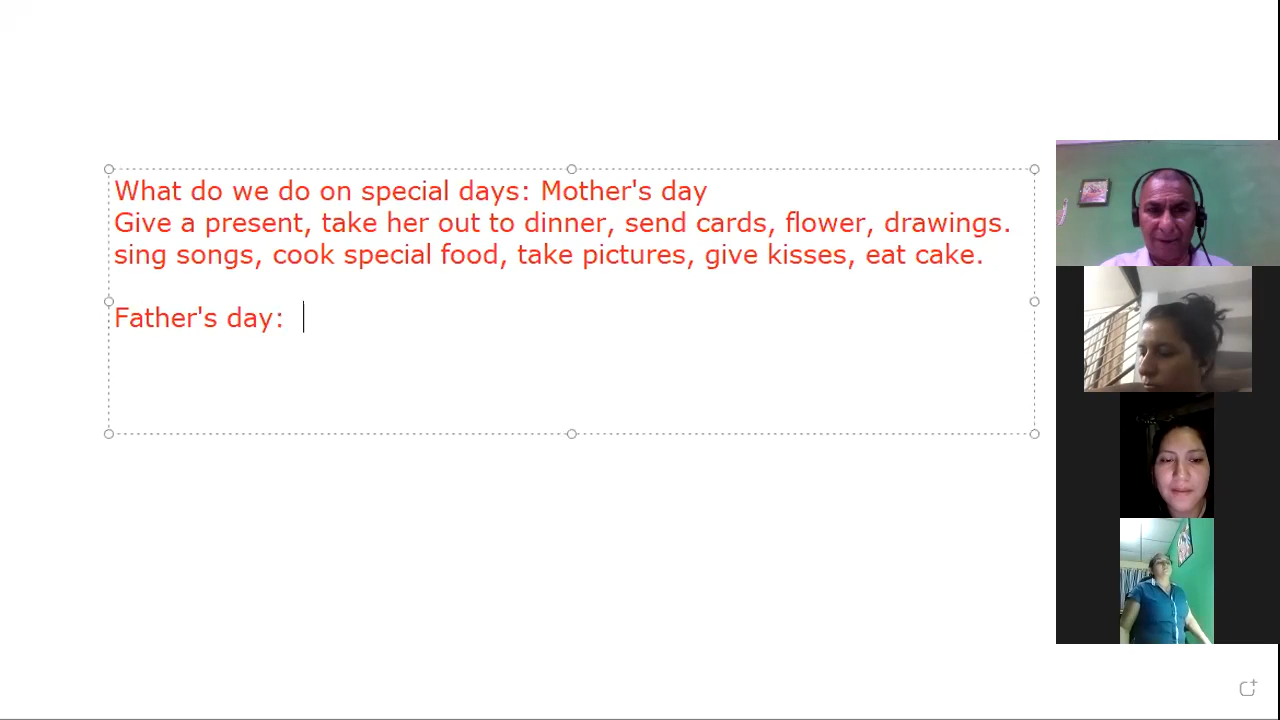 What do we do on special days: Mother's day
Give a present, take her out to dinner, send cards, flower, drawings.
sing songs, cook special food, take pictures, give kisses, eat cake.
Father's day: